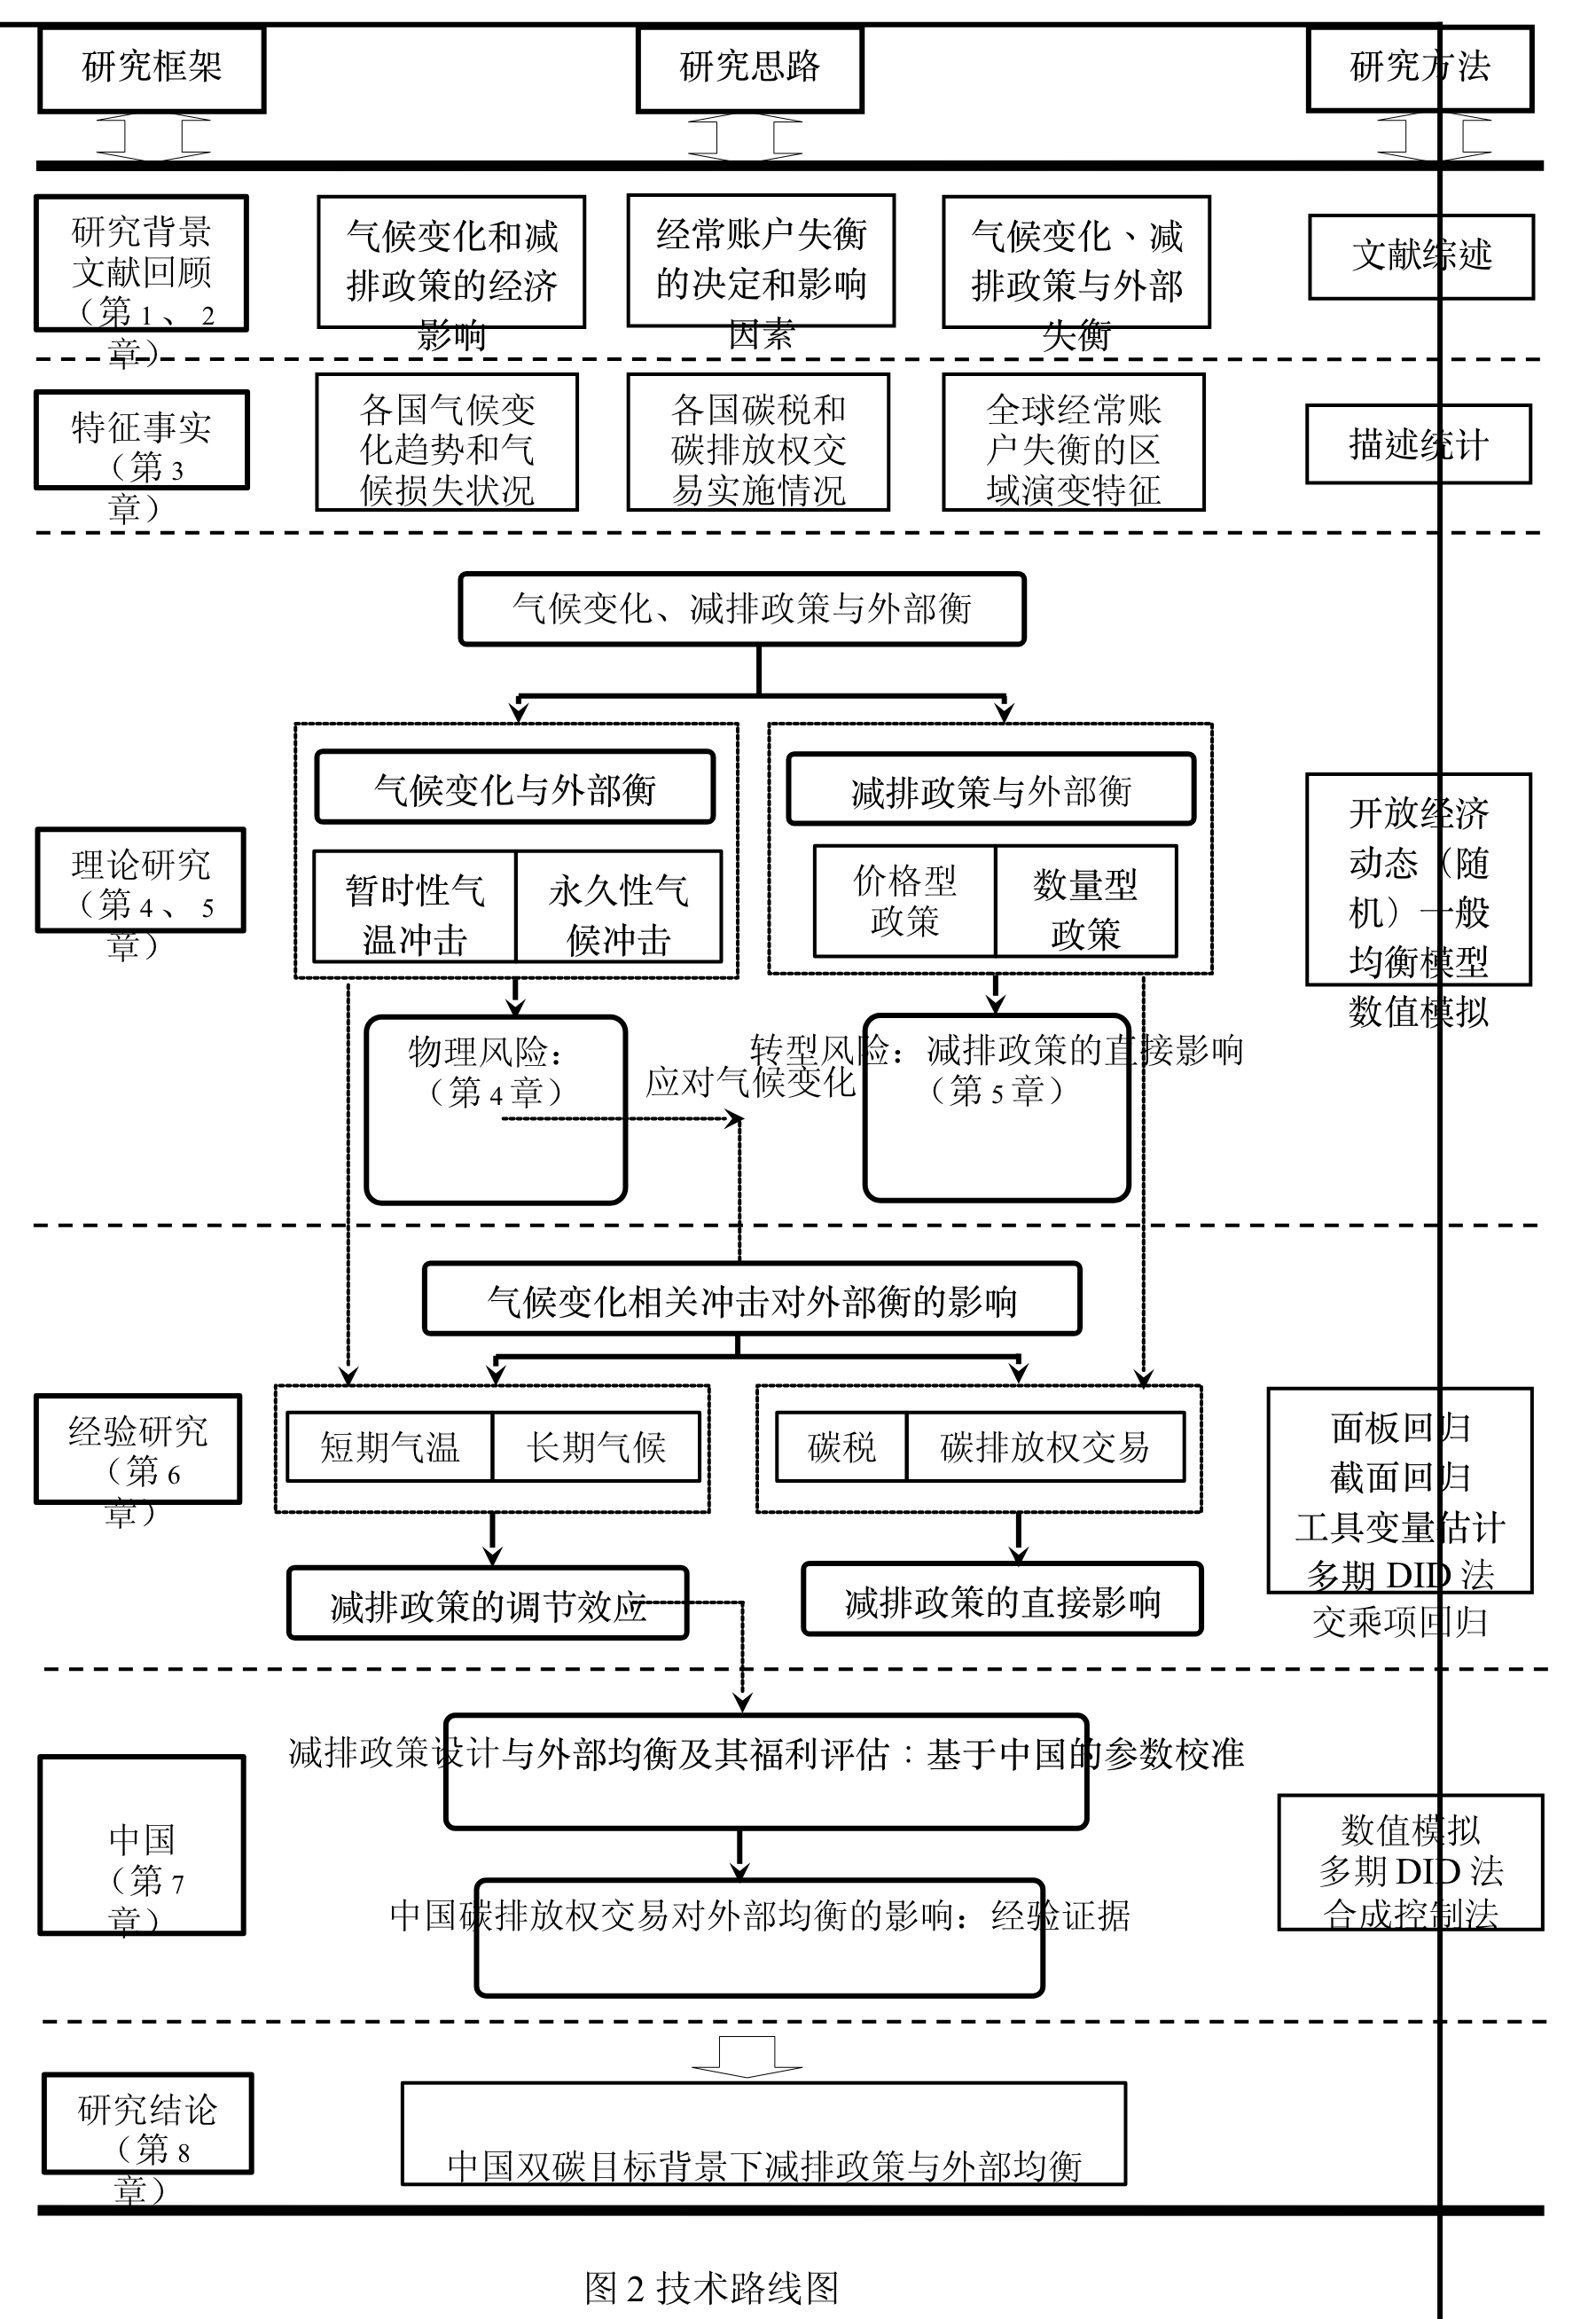 研究框架
研究思路
研究方法
研究背景
文献回顾
（第 1 、 2
章）
气候变化和减
排政策的经济
影响
经常账户失衡
的决定和影响
因素
气候变化、减
排政策与外部
失衡
文献综述
特征事实
（第 3
章）
各国气候变
化趋势和气
候损失状况
各国碳税和
碳排放权交
易实施情况
全球经常账
户失衡的区
域演变特征
描述统计
气候变化、减排政策与外部衡
气候变化与外部衡
减排政策与外部衡
理论研究
（第 4 、 5
章）
暂时性气
温冲击
永久性气
候冲击
价格型
政策
数量型
政策
开放经济
动态（随
机）一般
均衡模型
数值模拟
物理风险：
（第 4 章）
应对气候变化
转型风险：减排政策的直接影响
（第 5 章）
气候变化相关冲击对外部衡的影响
经验研究
（第 6
章）
短期气温
长期气候
碳税
碳排放权交易
面板回归
截面回归
工具变量估计
多期 DID 法
交乘项回归
减排政策的调节效应
减排政策的直接影响
减排政策设计与外部均衡及其福利评估：基于中国的参数校准
中国
（第 7
章）
数值模拟
多期 DID 法
合成控制法
中国碳排放权交易对外部均衡的影响：经验证据
研究结论
（第 8
章）
中国双碳目标背景下减排政策与外部均衡
图 2 技术路线图